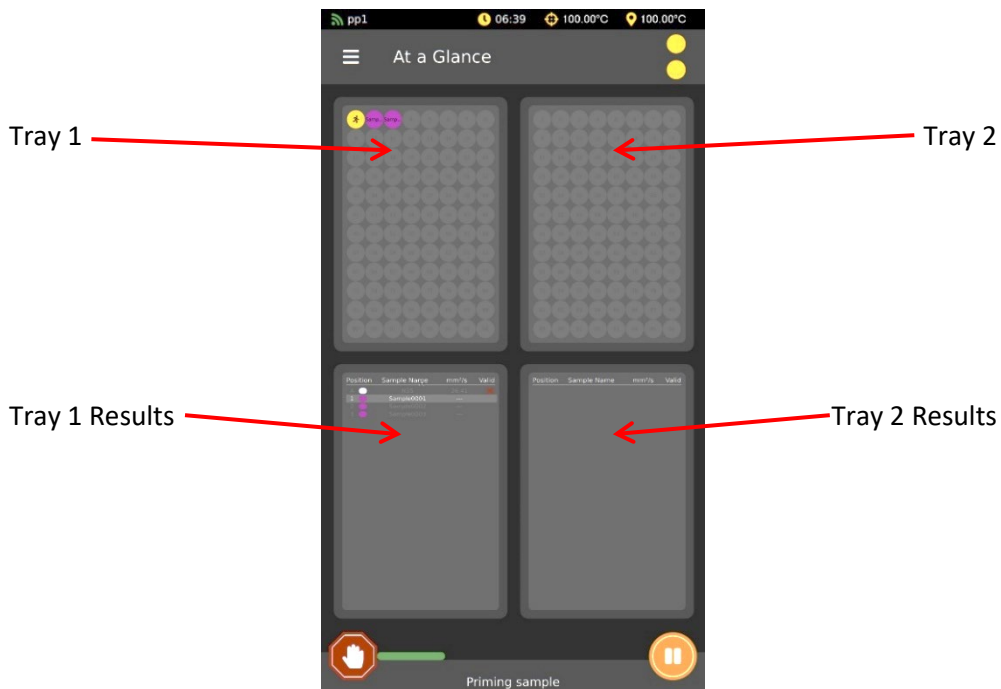 pp1 06:39 100.00°C 100.00°C
At a Glance
Tray 1
Tray 2
Position Sample Name mm²/s Valid
1 Sample0001 ---
Position Sample Name mm²/s Valid
Tray 1 Results
Tray 2 Results
Priming sample